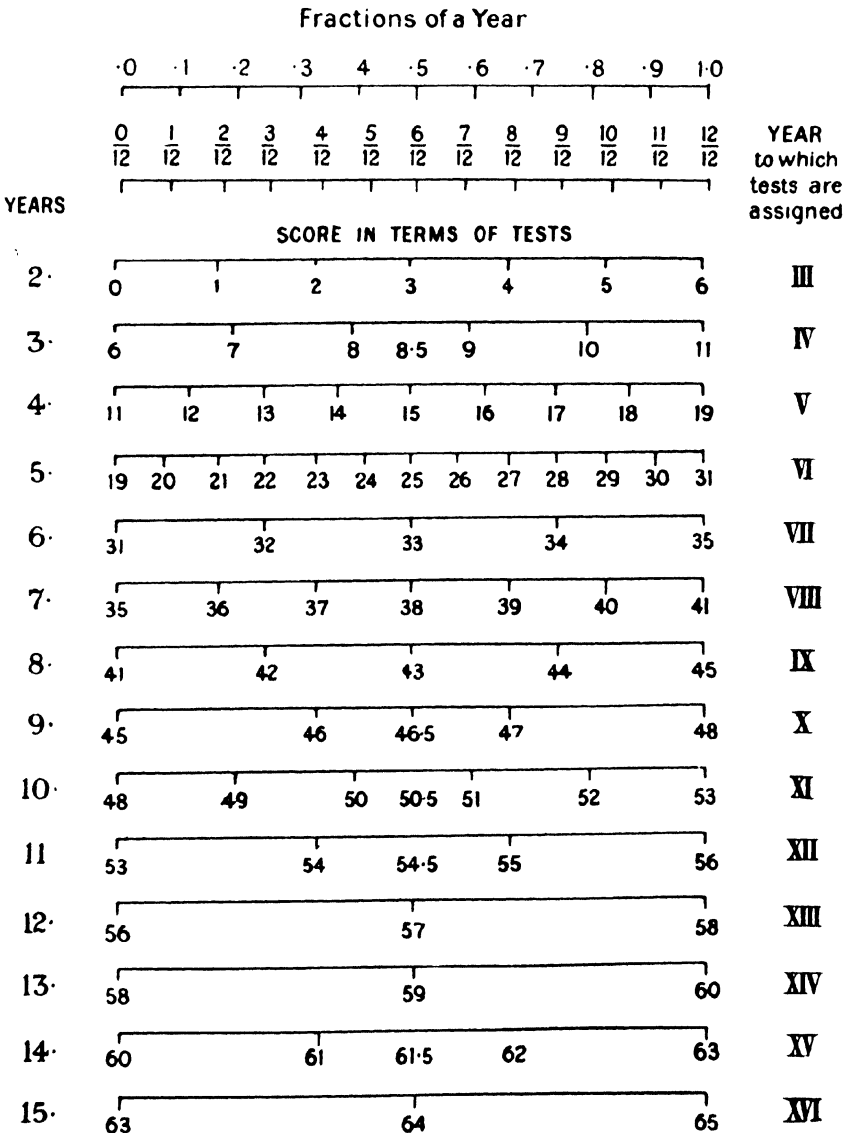 Fractions of a Year
·0 ·1 ·2 ·3 ·4 ·5 ·6 ·7 ·8 ·9 1·0
0/12 1/12 2/12 3/12 4/12 5/12 6/12 7/12 8/12 9/12 10/12 11/12 12/12
YEAR
to which
tests are
assigned
YEARS
SCORE IN TERMS OF TESTS
2· 0 1 2 3 4 5 6 III
3· 6 7 8 8·5 9 10 11 IV
4· 11 12 13 14 15 16 17 18 19 V
5· 19 20 21 22 23 24 25 26 27 28 29 30 31 VI
6· 31 32 33 34 35 VII
7· 35 36 37 38 39 40 41 VIII
8· 41 42 43 44 45 IX
9· 45 46 46·5 47 48 X
10· 48 49 50 50·5 51 52 53 XI
11 53 54 54·5 55 56 XII
12· 56 57 58 XIII
13· 58 59 60 XIV
14· 60 61 61·5 62 63 XV
15· 63 64 65 XVI